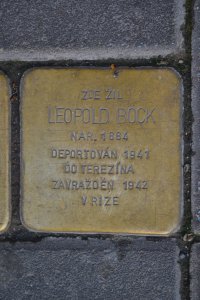 ZDE ŽIL
LEOPOLD BOCK
NAR. 1884
DEPORTOVÁN 1941
DO TEREZÍNA
ZAVRAŽDĚN 1942
V RIZE